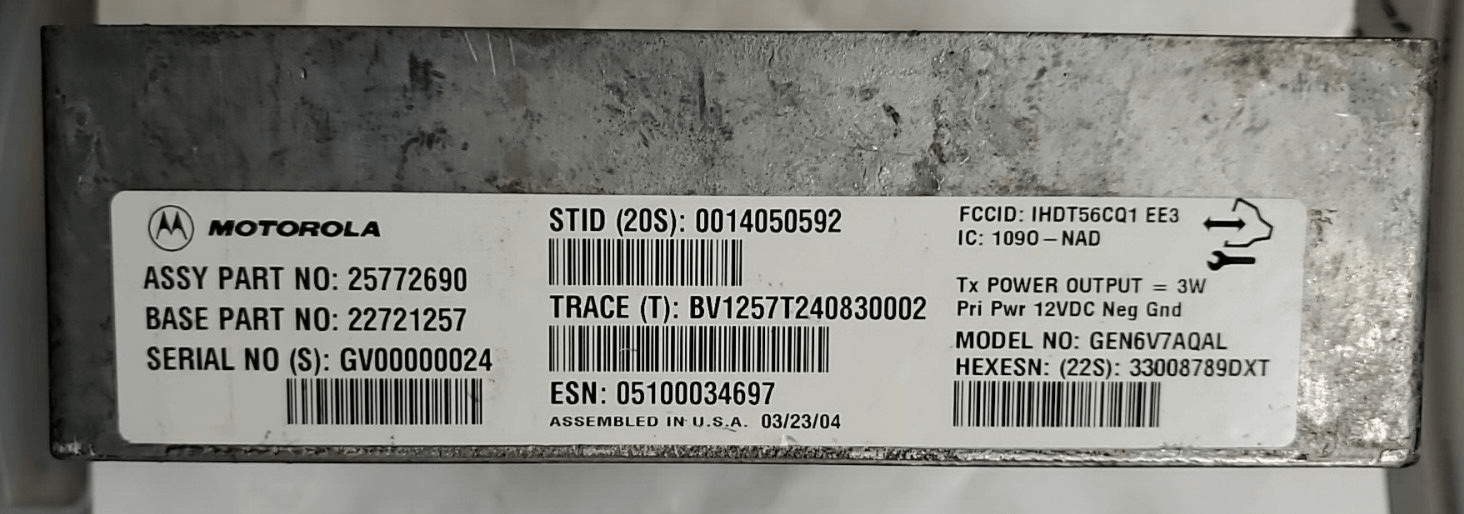 MOTOROLA
ASSY PART NO: 25772690
BASE PART NO: 22721257
SERIAL NO (S): GV00000024
STID (20S): 0014050592
TRACE (T): BV1257T240830002
ESN: 05100034697
ASSEMBLED IN U.S.A. 03/23/04
FCCID: IHDT56CQ1 EE3
IC: 1090-NAD
Tx POWER OUTPUT = 3W
Pri Pwr 12VDC Neg Gnd
MODEL NO: GEN6V7AQAL
HEXESN: (22S): 33008789DXT